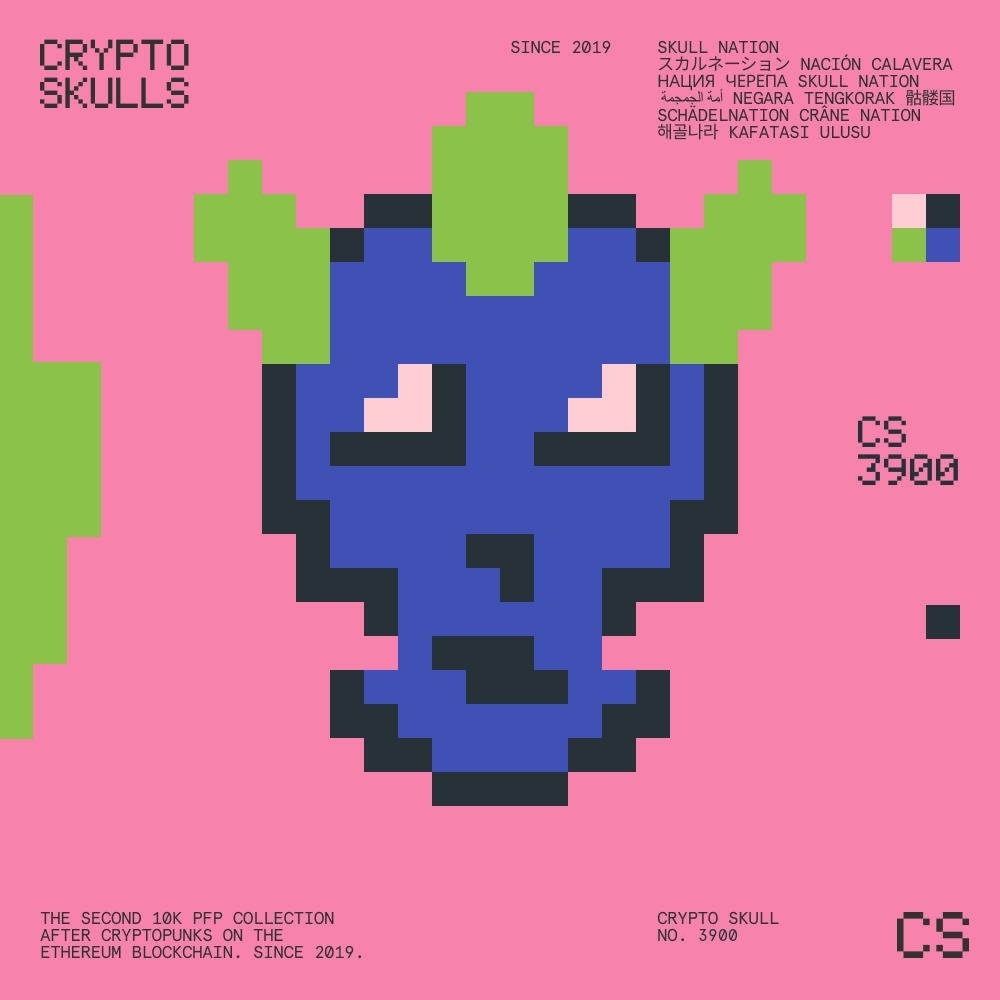 CRYPTO
SKULLS
SINCE 2019
SKULL NATION
スカルネーション NACIÓN CALAVERA
НАЦИЯ ЧЕРЕПА SKULL NATION
أمة الجمجمة NEGARA TENGKORAK 骷髅国
SCHÄDELNATION CRÂNE NATION
해골나라 KAFATASI ULUSU
CS
3900
THE SECOND 10K PFP COLLECTION
AFTER CRYPTOPUNKS ON THE
ETHEREUM BLOCKCHAIN. SINCE 2019.
CRYPTO SKULL
NO. 3900
CS